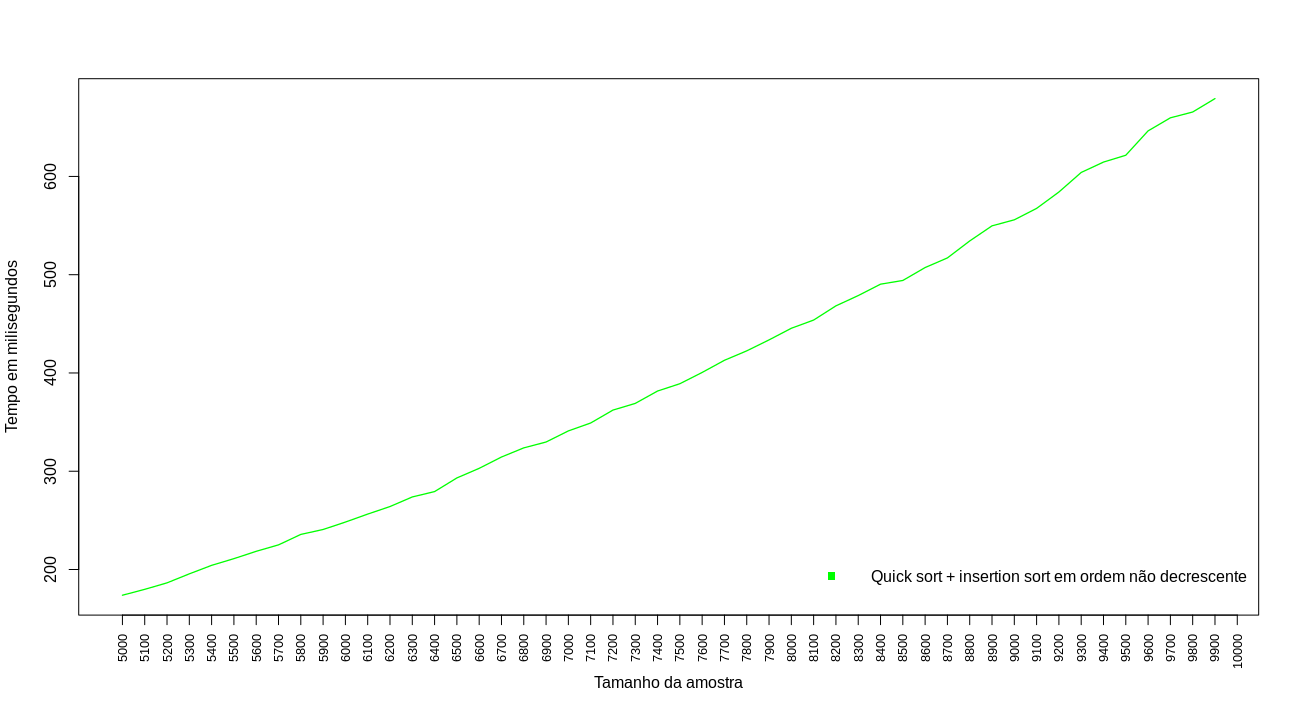 Tempo em milisegundos
600
500
400
300
200
Quick sort + insertion sort em ordem não decrescente
5000 5100 5200 5300 5400 5500 5600 5700 5800 5900 6000 6100 6200 6300 6400 6500 6600 6700 6800 6900 7000 7100 7200 7300 7400 7500 7600 7700 7800 7900 8000 8100 8200 8300 8400 8500 8600 8700 8800 8900 9000 9100 9200 9300 9400 9500 9600 9700 9800 9900 10000
Tamanho da amostra